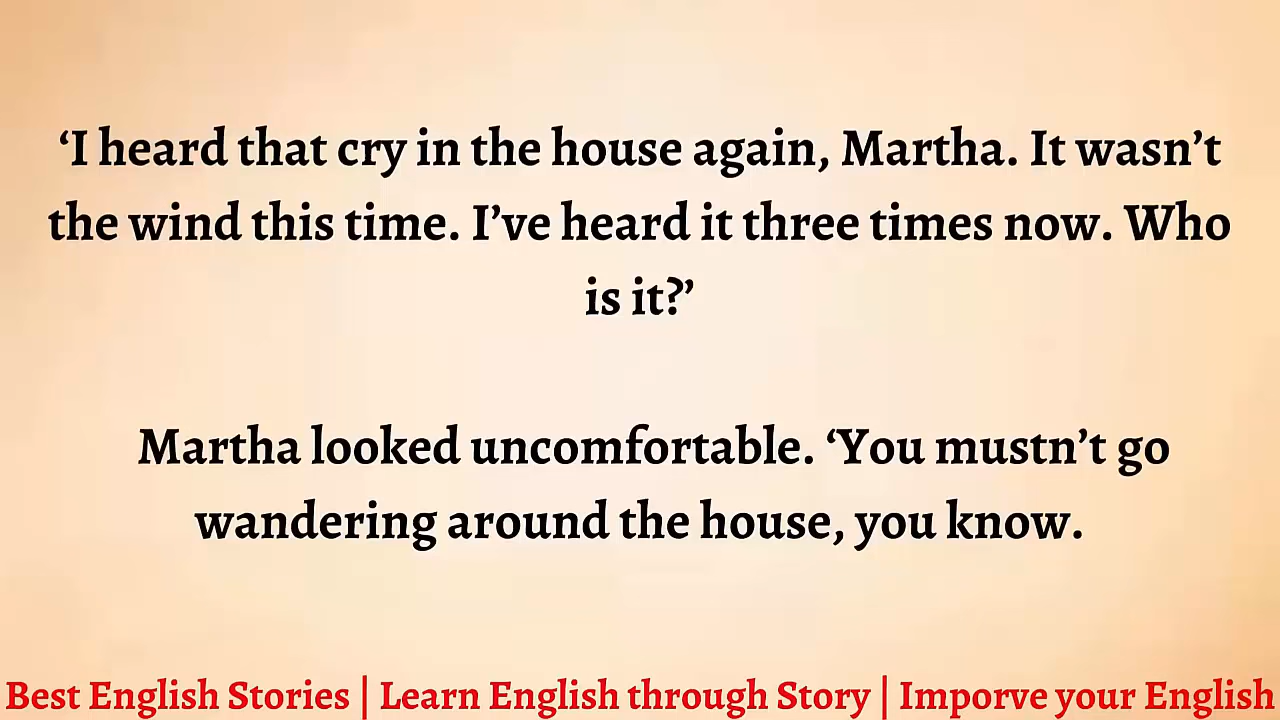 ‘I heard that cry in the house again, Martha. It wasn’t
the wind this time. I’ve heard it three times now. Who
is it?’
Martha looked uncomfortable. ‘You mustn’t go
wandering around the house, you know.
Best English Stories | Learn English through Story | Imporve your English